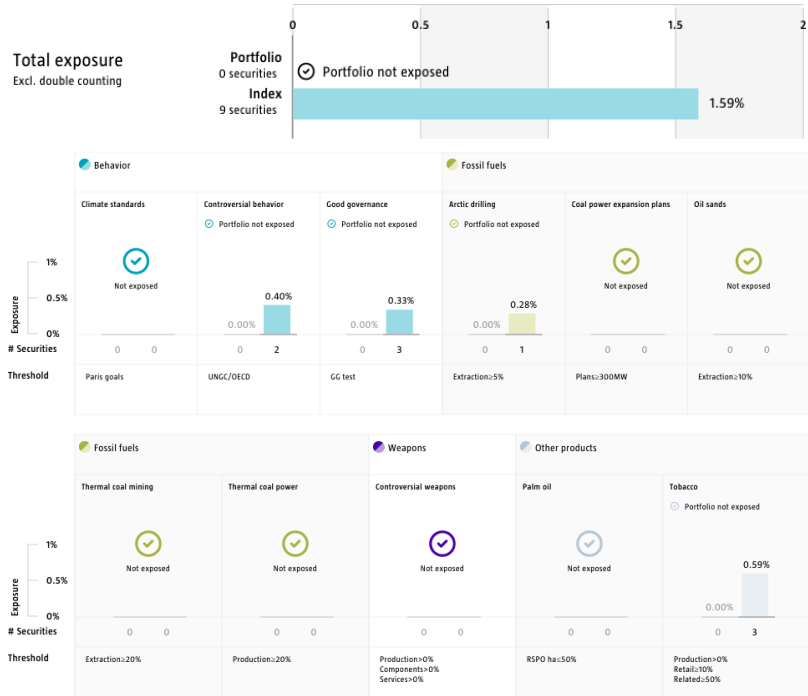 0 0.5 1 1.5 2
Total exposure
Excl. double counting
Portfolio
0 securities
Portfolio not exposed
Index
9 securities
1.59%
Behavior
Fossil fuels
Climate standards
Controversial behavior
Good governance
Arctic drilling
Coal power expansion plans
Oil sands
Portfolio not exposed
Portfolio not exposed
Portfolio not exposed
Not exposed
Not exposed
Not exposed
Exposure
1%
0.5%
0%
0.00% 0.40%
0.00% 0.33%
0.00% 0.28%
# Securities
0 0
0 2
0 3
0 1
0 0
0 0
Threshold
Paris goals
UNGC/OECD
GG test
Extraction≥5%
Plans≥300MW
Extraction≥10%
Fossil fuels
Weapons
Other products
Thermal coal mining
Thermal coal power
Controversial weapons
Palm oil
Tobacco
Portfolio not exposed
Not exposed
Not exposed
Not exposed
Not exposed
Exposure
1%
0.5%
0%
0.00% 0.59%
# Securities
0 0
0 0
0 0
0 0
0 3
Threshold
Extraction≥20%
Production≥20%
Production>0%
Components>0%
Services>0%
RSPO ha≤50%
Production>0%
Retail≥10%
Related≥50%